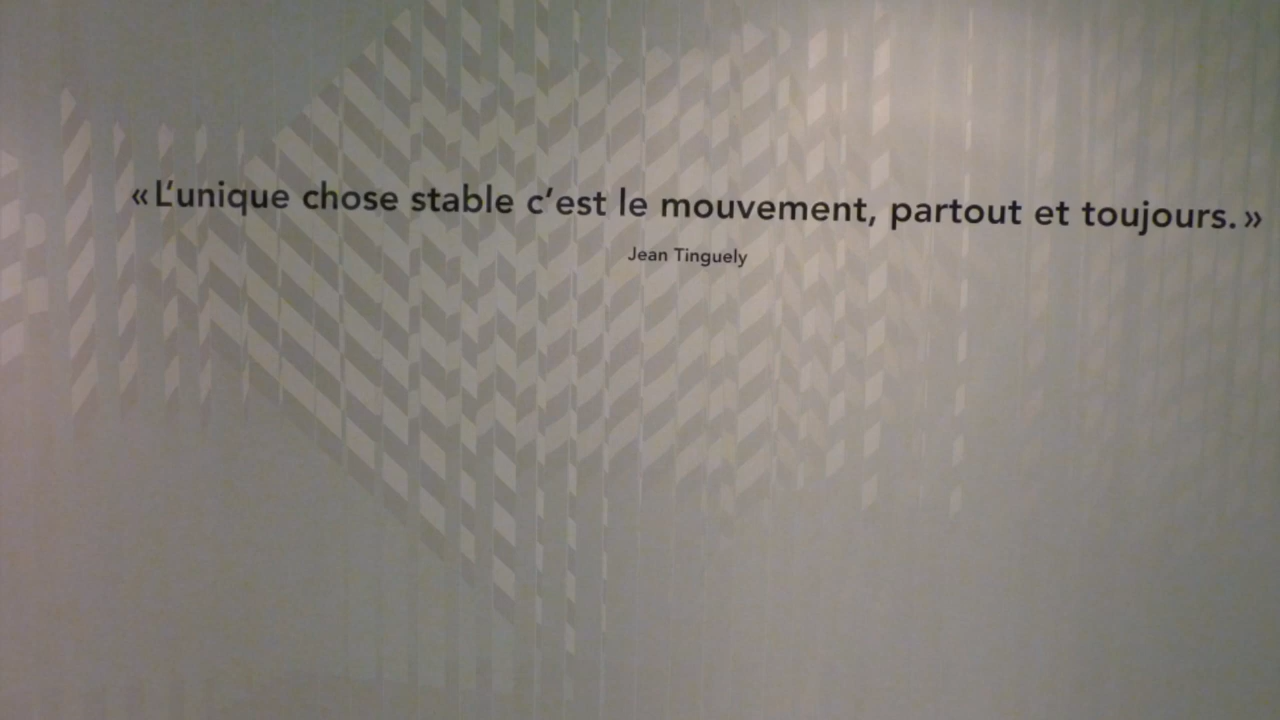 «L’unique chose stable c’est le mouvement, partout et toujours.»
Jean Tinguely